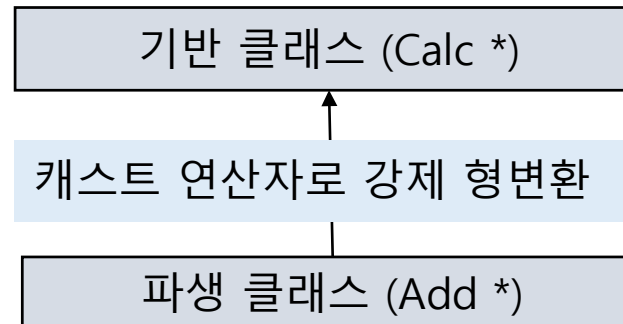 기반 클래스 (Calc *)
캐스트 연산자로 강제 형변환
파생 클래스 (Add *)